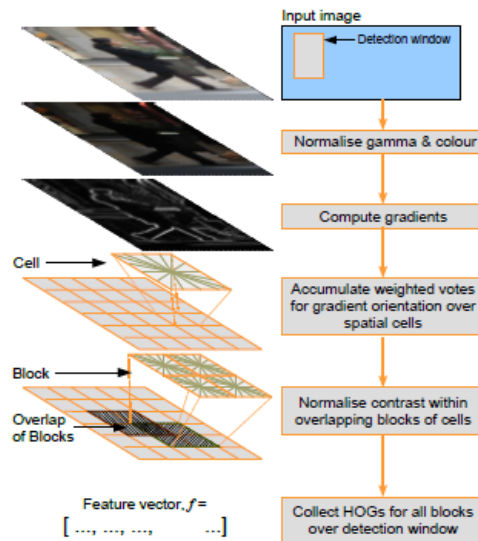 Input image
Detection window
Normalise gamma & colour
Compute gradients
Cell
Accumulate weighted votes
for gradient orientation over
spatial cells
Block
Normalise contrast within
overlapping blocks of cells
Overlap
of Blocks
Feature vector, f =
[ ..., ..., ..., ...]
Collect HOGs for all blocks
over detection window